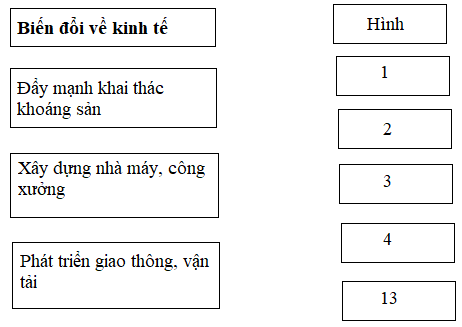 Biến đổi về kinh tế
Hình
Đẩy mạnh khai thác
khoáng sản
1
2
Xây dựng nhà máy, công
xưởng
3
4
Phát triển giao thông, vận
tải
13